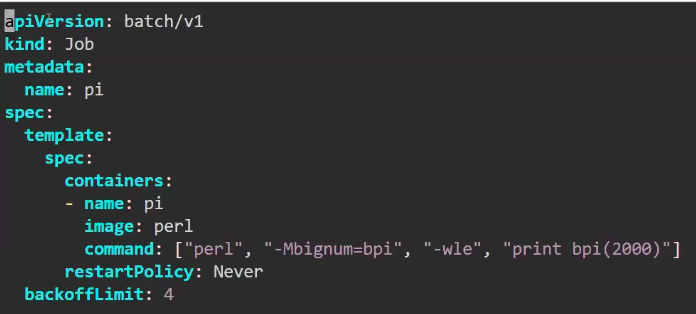 apiVersion: batch/v1
kind: Job
metadata:
  name: pi
spec:
  template:
    spec:
      containers:
      - name: pi
        image: perl
        command: ["perl", "-Mbignum=bpi", "-wle", "print bpi(2000)"]
      restartPolicy: Never
  backoffLimit: 4